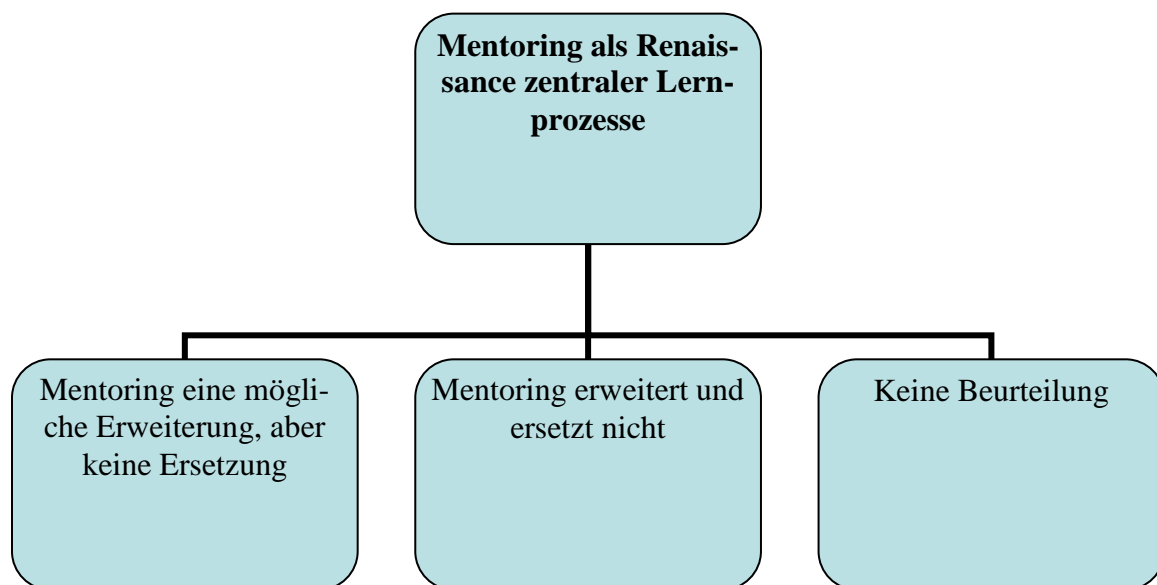 Mentoring als Renais-
sance zentraler Lern-
prozesse
Mentoring eine mögli-
che Erweiterung, aber
keine Ersetzung
Mentoring erweitert und
ersetzt nicht
Keine Beurteilung